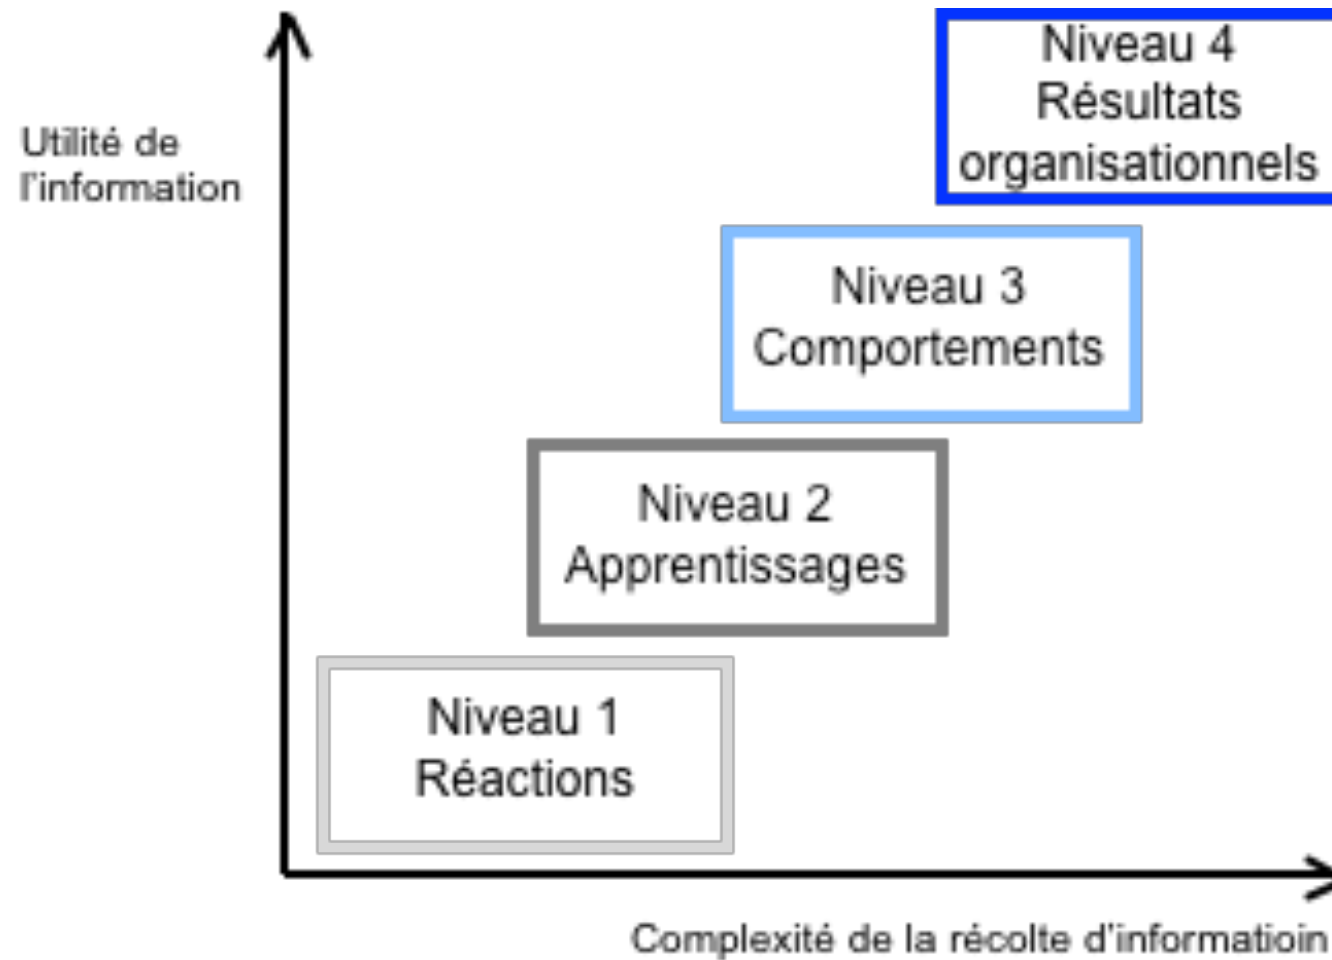 Niveau 4
Résultats
organisationnels
Utilité de
l'information
Niveau 3
Comportements
Niveau 2
Apprentissages
Niveau 1
Réactions
Complexité de la récolte d'informatioin